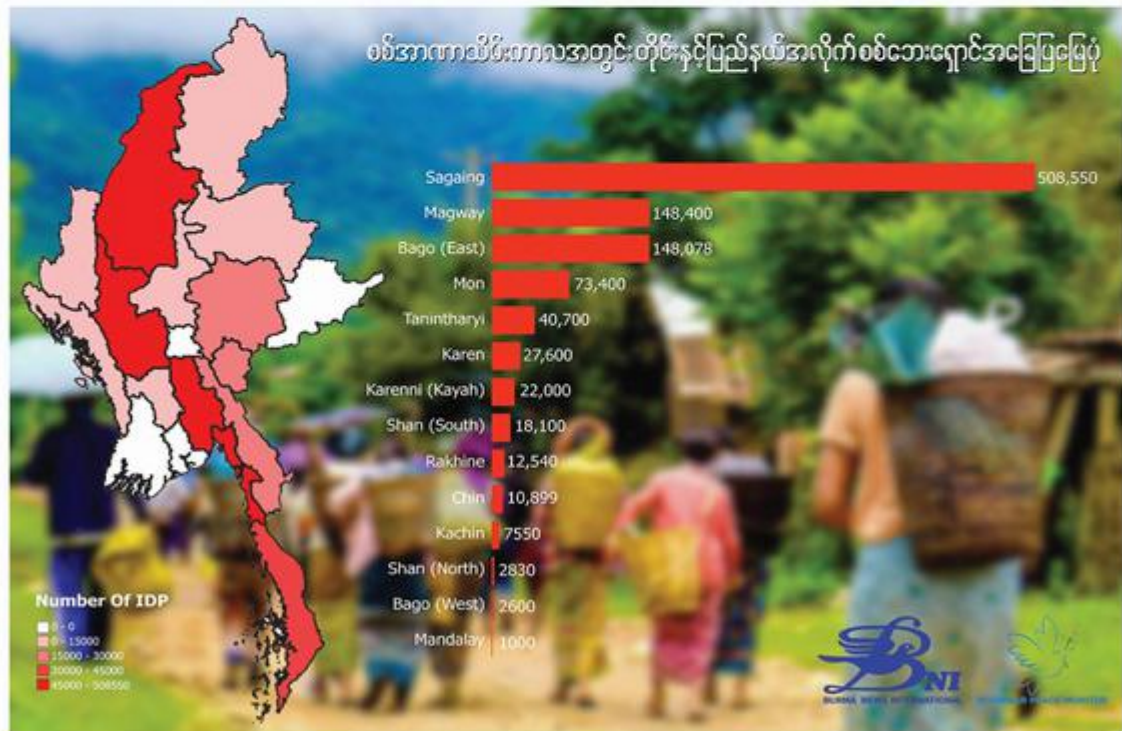 စစ်အာဏာသိမ်းကာလအတွင်း တိုင်းနှင့်ပြည်နယ်အလိုက် စစ်ဘေးရှောင်အခြေပြမြေပုံ
Sagaing 508,550
Magway 148,400
Bago (East) 148,078
Mon 73,400
Tanintharyi 40,700
Karen 27,600
Karenni (Kayah) 22,000
Shan (South) 18,100
Rakhine 12,540
Chin 10,899
Kachin 7550
Shan (North) 2830
Bago (West) 2600
Mandalay 1000
Number Of IDP
0 - 0
0 - 15000
15000 - 30000
30000 - 45000
45000 - 508550
BNI
BURMA NEWS INTERNATIONAL